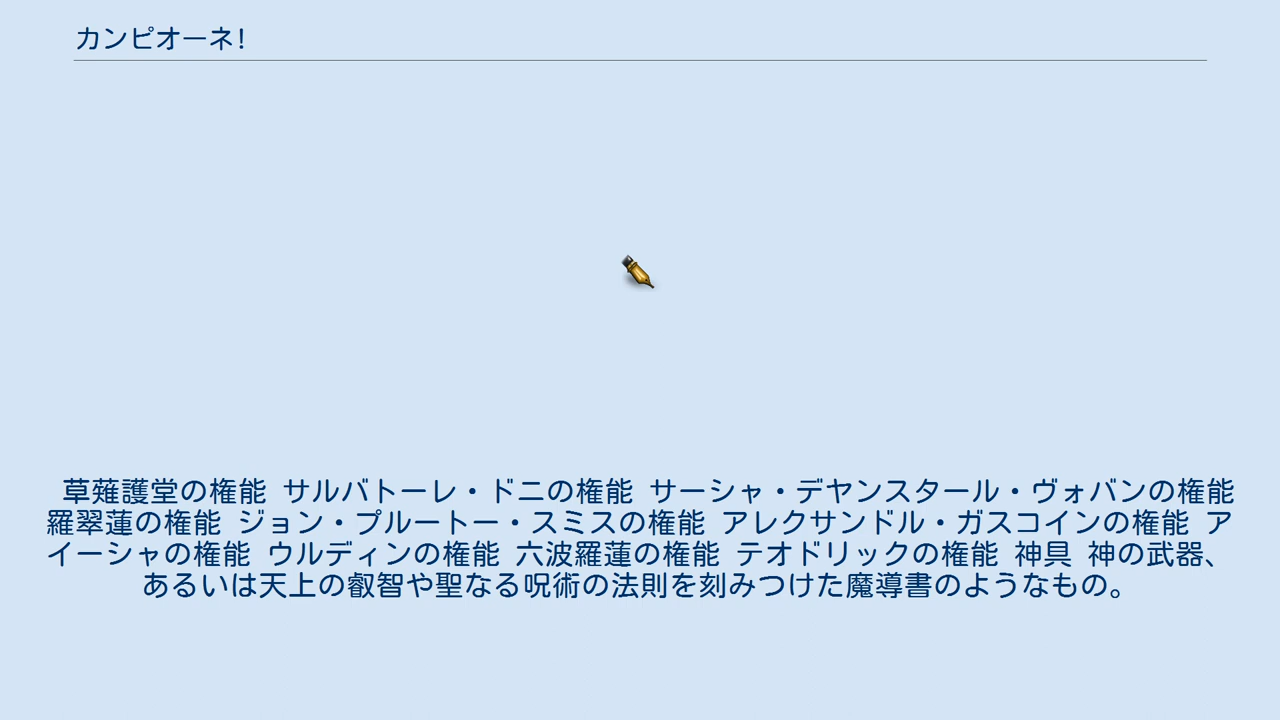 カンピオーネ!
草薙護堂の権能 サルバトーレ・ドニの権能 サーシャ・デヤンスタール・ヴォバンの権能
羅翠蓮の権能 ジョン・プルートー・スミスの権能 アレクサンドル・ガスコインの権能 ア
イーシャの権能 ウルディンの権能 六波羅蓮の権能 テオドリックの権能 神具 神の武器、
あるいは天上の叡智や聖なる呪術の法則を刻みつけた魔導書のようなもの。